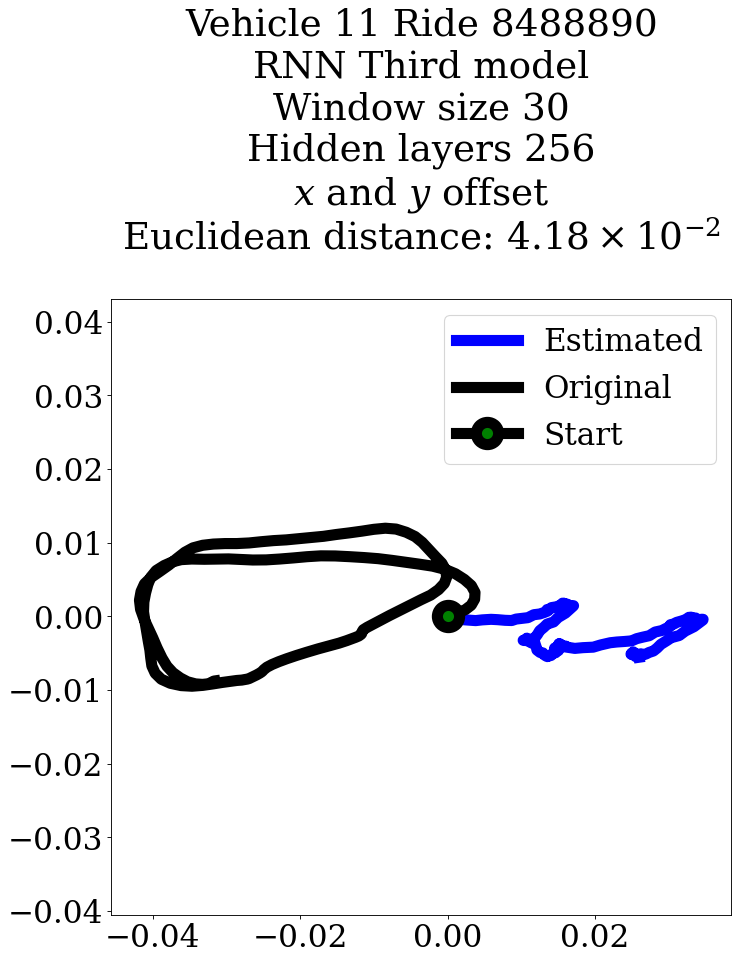 Vehicle 11 Ride 8488890
RNN Third model
Window size 30
Hidden layers 256
x and y offset
Euclidean distance: 4.18 × 10⁻²
Estimated
Original
Start
0.04
0.03
0.02
0.01
0.00
−0.01
−0.02
−0.03
−0.04
−0.04 −0.02 0.00 0.02